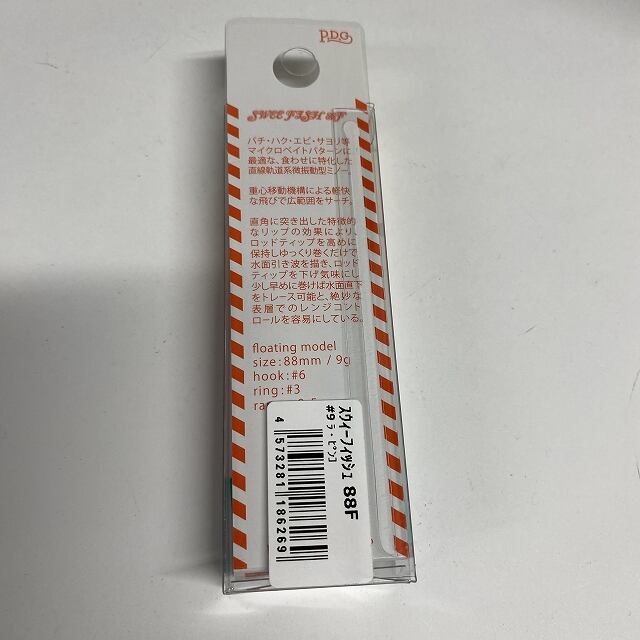 P.D.G.
SWEE FISH 88F
バチ・ハク・エビ・サヨリ等
マイクロベイトパターンに
最適な、食わせに特化した
直線軌道系微振動型ミノー。
重心移動機構による軽快
な飛びで広範囲をサーチ。
直角に突き出した特徴的
なリップの効果により、
ロッドティップを高めに
保持しゆっくり巻くだけで
水面引き波を描き、ロッド
ティップを下げ気味にし
少し早めに巻けば水面直下
をトレース可能と、絶妙な
表層でのレンジコント
ロールを容易にしている。
floating model
size:88mm / 9g
hook:#6
ring:#3
スウィーフィッシュ 88F
#9 ラ・ピンコ
4 573281 186269